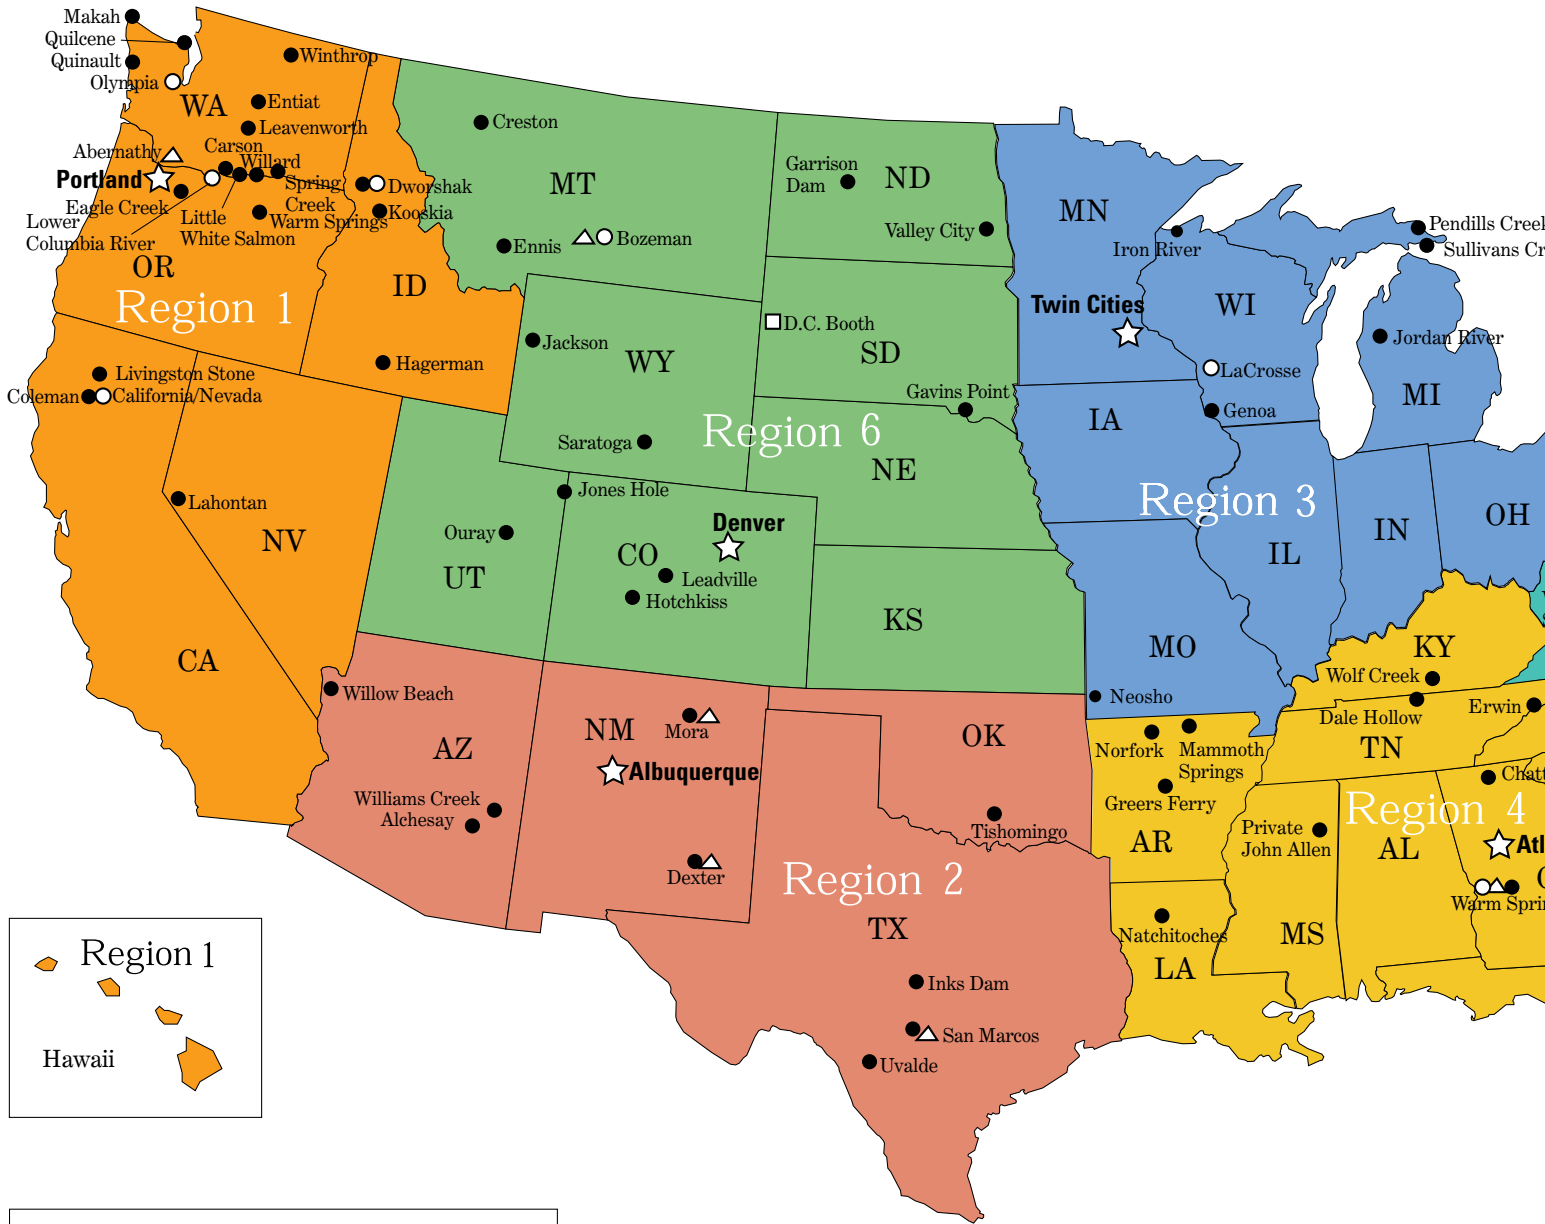 Makah
Quilcene
Quinault
Olympia
Winthrop
WA
Entiat
Leavenworth
Abernathy
Carson
Willard
Portland
Spring
Creek
Eagle Creek
Little
White Salmon
Warm Springs
Lower
Columbia River
Dworshak
Kooskia
OR
ID
Region 1
Hagerman
Livingston Stone
Coleman
California/Nevada
Lahontan
NV
CA
Creston
MT
Ennis
Bozeman
Garrison
Dam
ND
Valley City
Jackson
WY
D.C. Booth
SD
Gavins Point
Saratoga
Region 6
NE
Jones Hole
Ouray
UT
Denver
CO
Leadville
Hotchkiss
KS
MN
Iron River
Pendills Creek
Sullivans Cr
Twin Cities
WI
Jordan River
LaCrosse
MI
Genoa
IA
Region 3
IL
IN
OH
MO
Neosho
KY
Wolf Creek
Dale Hollow
Erwin
TN
Norfork
Mammoth
Springs
Greers Ferry
AR
Chatt
Region 4
Private
John Allen
AL
Atl
Warm Sprin
MS
Natchitoches
LA
Willow Beach
AZ
Williams Creek
Alchesay
NM
Mora
Albuquerque
Dexter
OK
Tishomingo
Region 2
TX
Inks Dam
San Marcos
Uvalde
Region 1
Hawaii